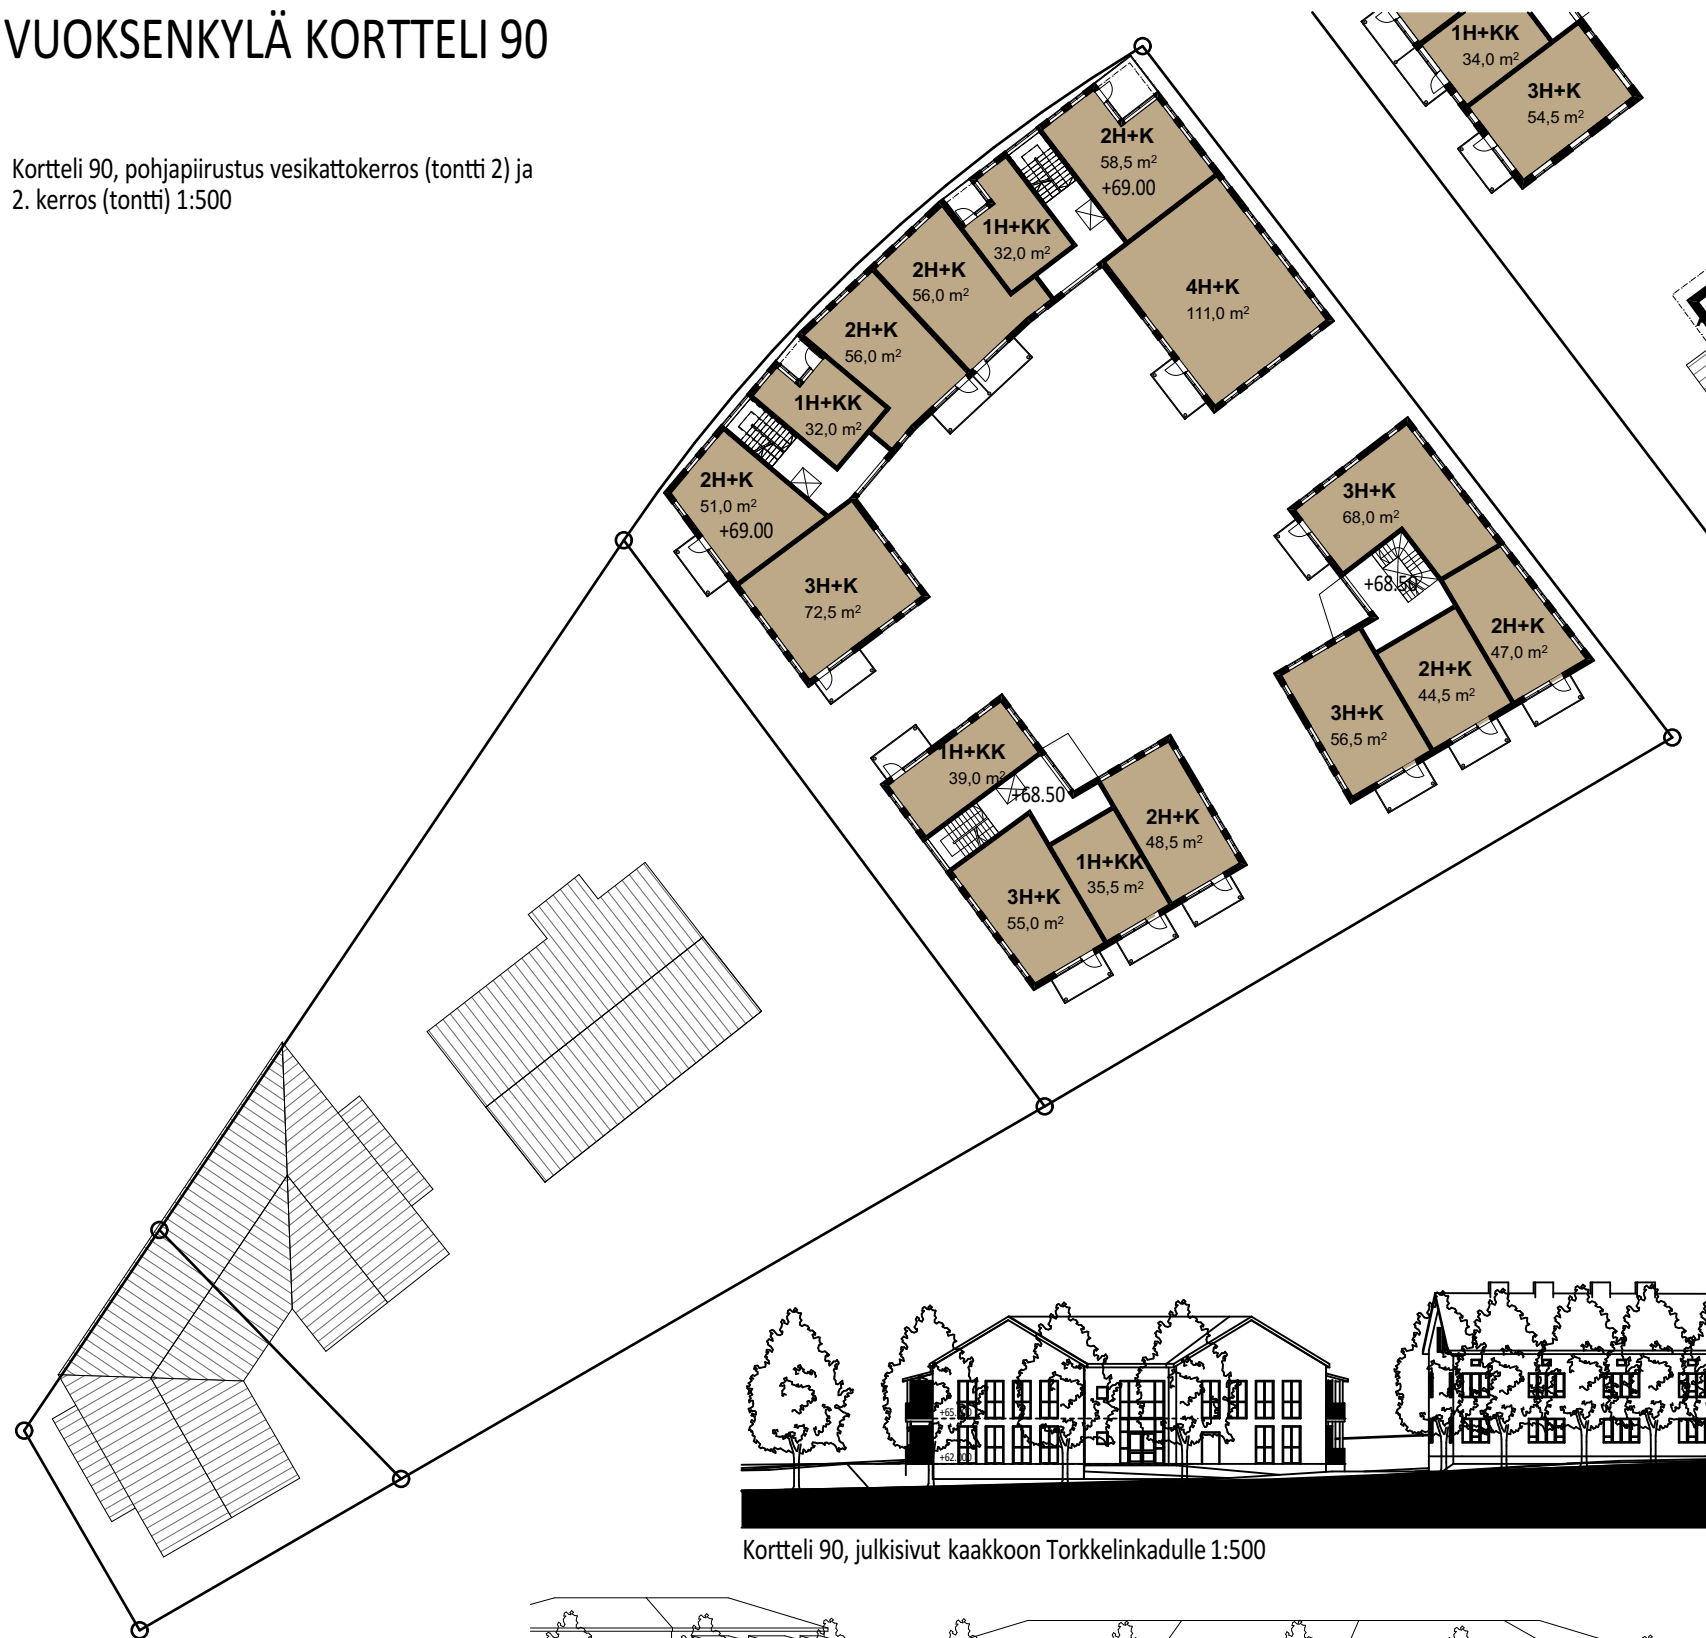 VUOKSENKYLÄ KORTTELI 90
Kortteli 90, pohjapiirustus vesikattokerros (tontti 2) ja
2. kerros (tontti) 1:500
1H+KK
34,0 m²
3H+K
54,5 m²
2H+K
58,5 m²
+69.00
1H+KK
32,0 m²
2H+K
56,0 m²
4H+K
111,0 m²
2H+K
56,0 m²
1H+KK
32,0 m²
2H+K
51,0 m²
+69.00
3H+K
72,5 m²
3H+K
68,0 m²
+68.50
2H+K
47,0 m²
2H+K
44,5 m²
3H+K
56,5 m²
1H+KK
39,0 m²
+68.50
2H+K
48,5 m²
1H+KK
35,5 m²
3H+K
55,0 m²
Kortteli 90, julkisivut kaakkoon Torkkelinkadulle 1:500